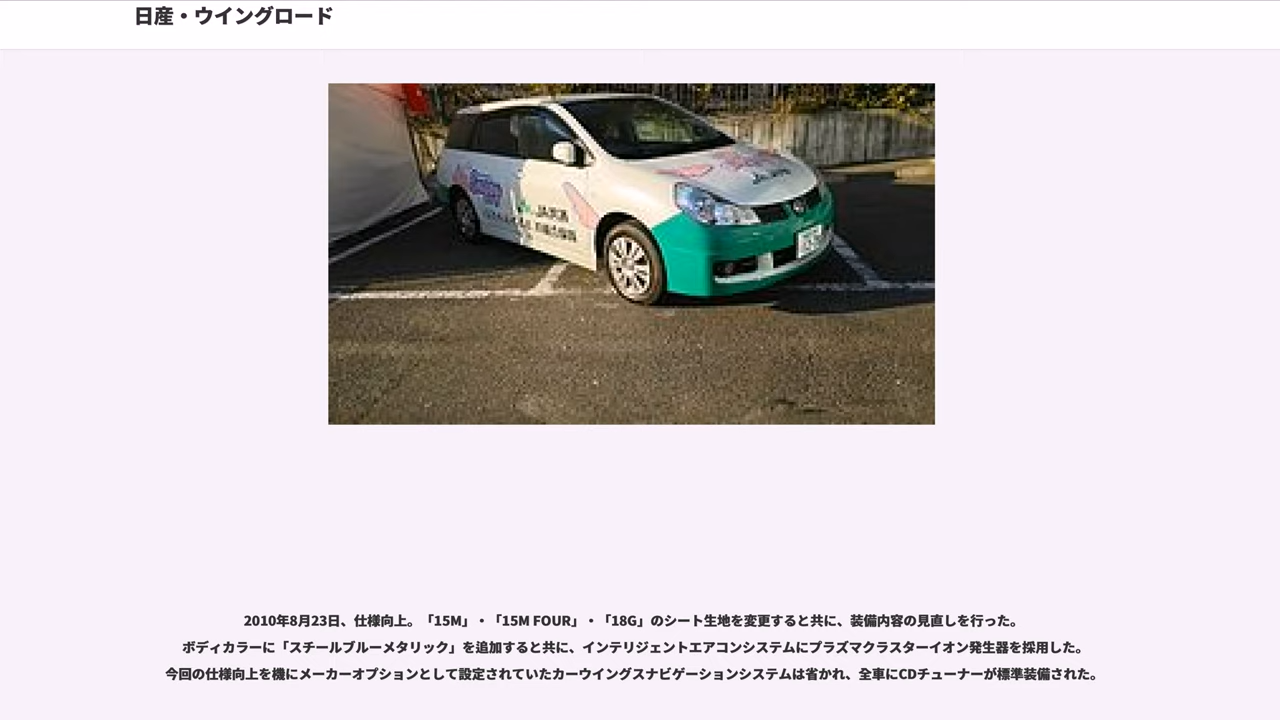 日産・ウイングロード
JA共済
2010年8月23日、仕様向上。「15M」・「15M FOUR」・「18G」のシート生地を変更すると共に、装備内容の見直しを行った。
ボディカラーに「スチールブルーメタリック」を追加すると共に、インテリジェントエアコンシステムにプラズマクラスターイオン発生器を採用した。
今回の仕様向上を機にメーカーオプションとして設定されていたカーウイングスナビゲーションシステムは省かれ、全車にCDチューナーが標準装備された。